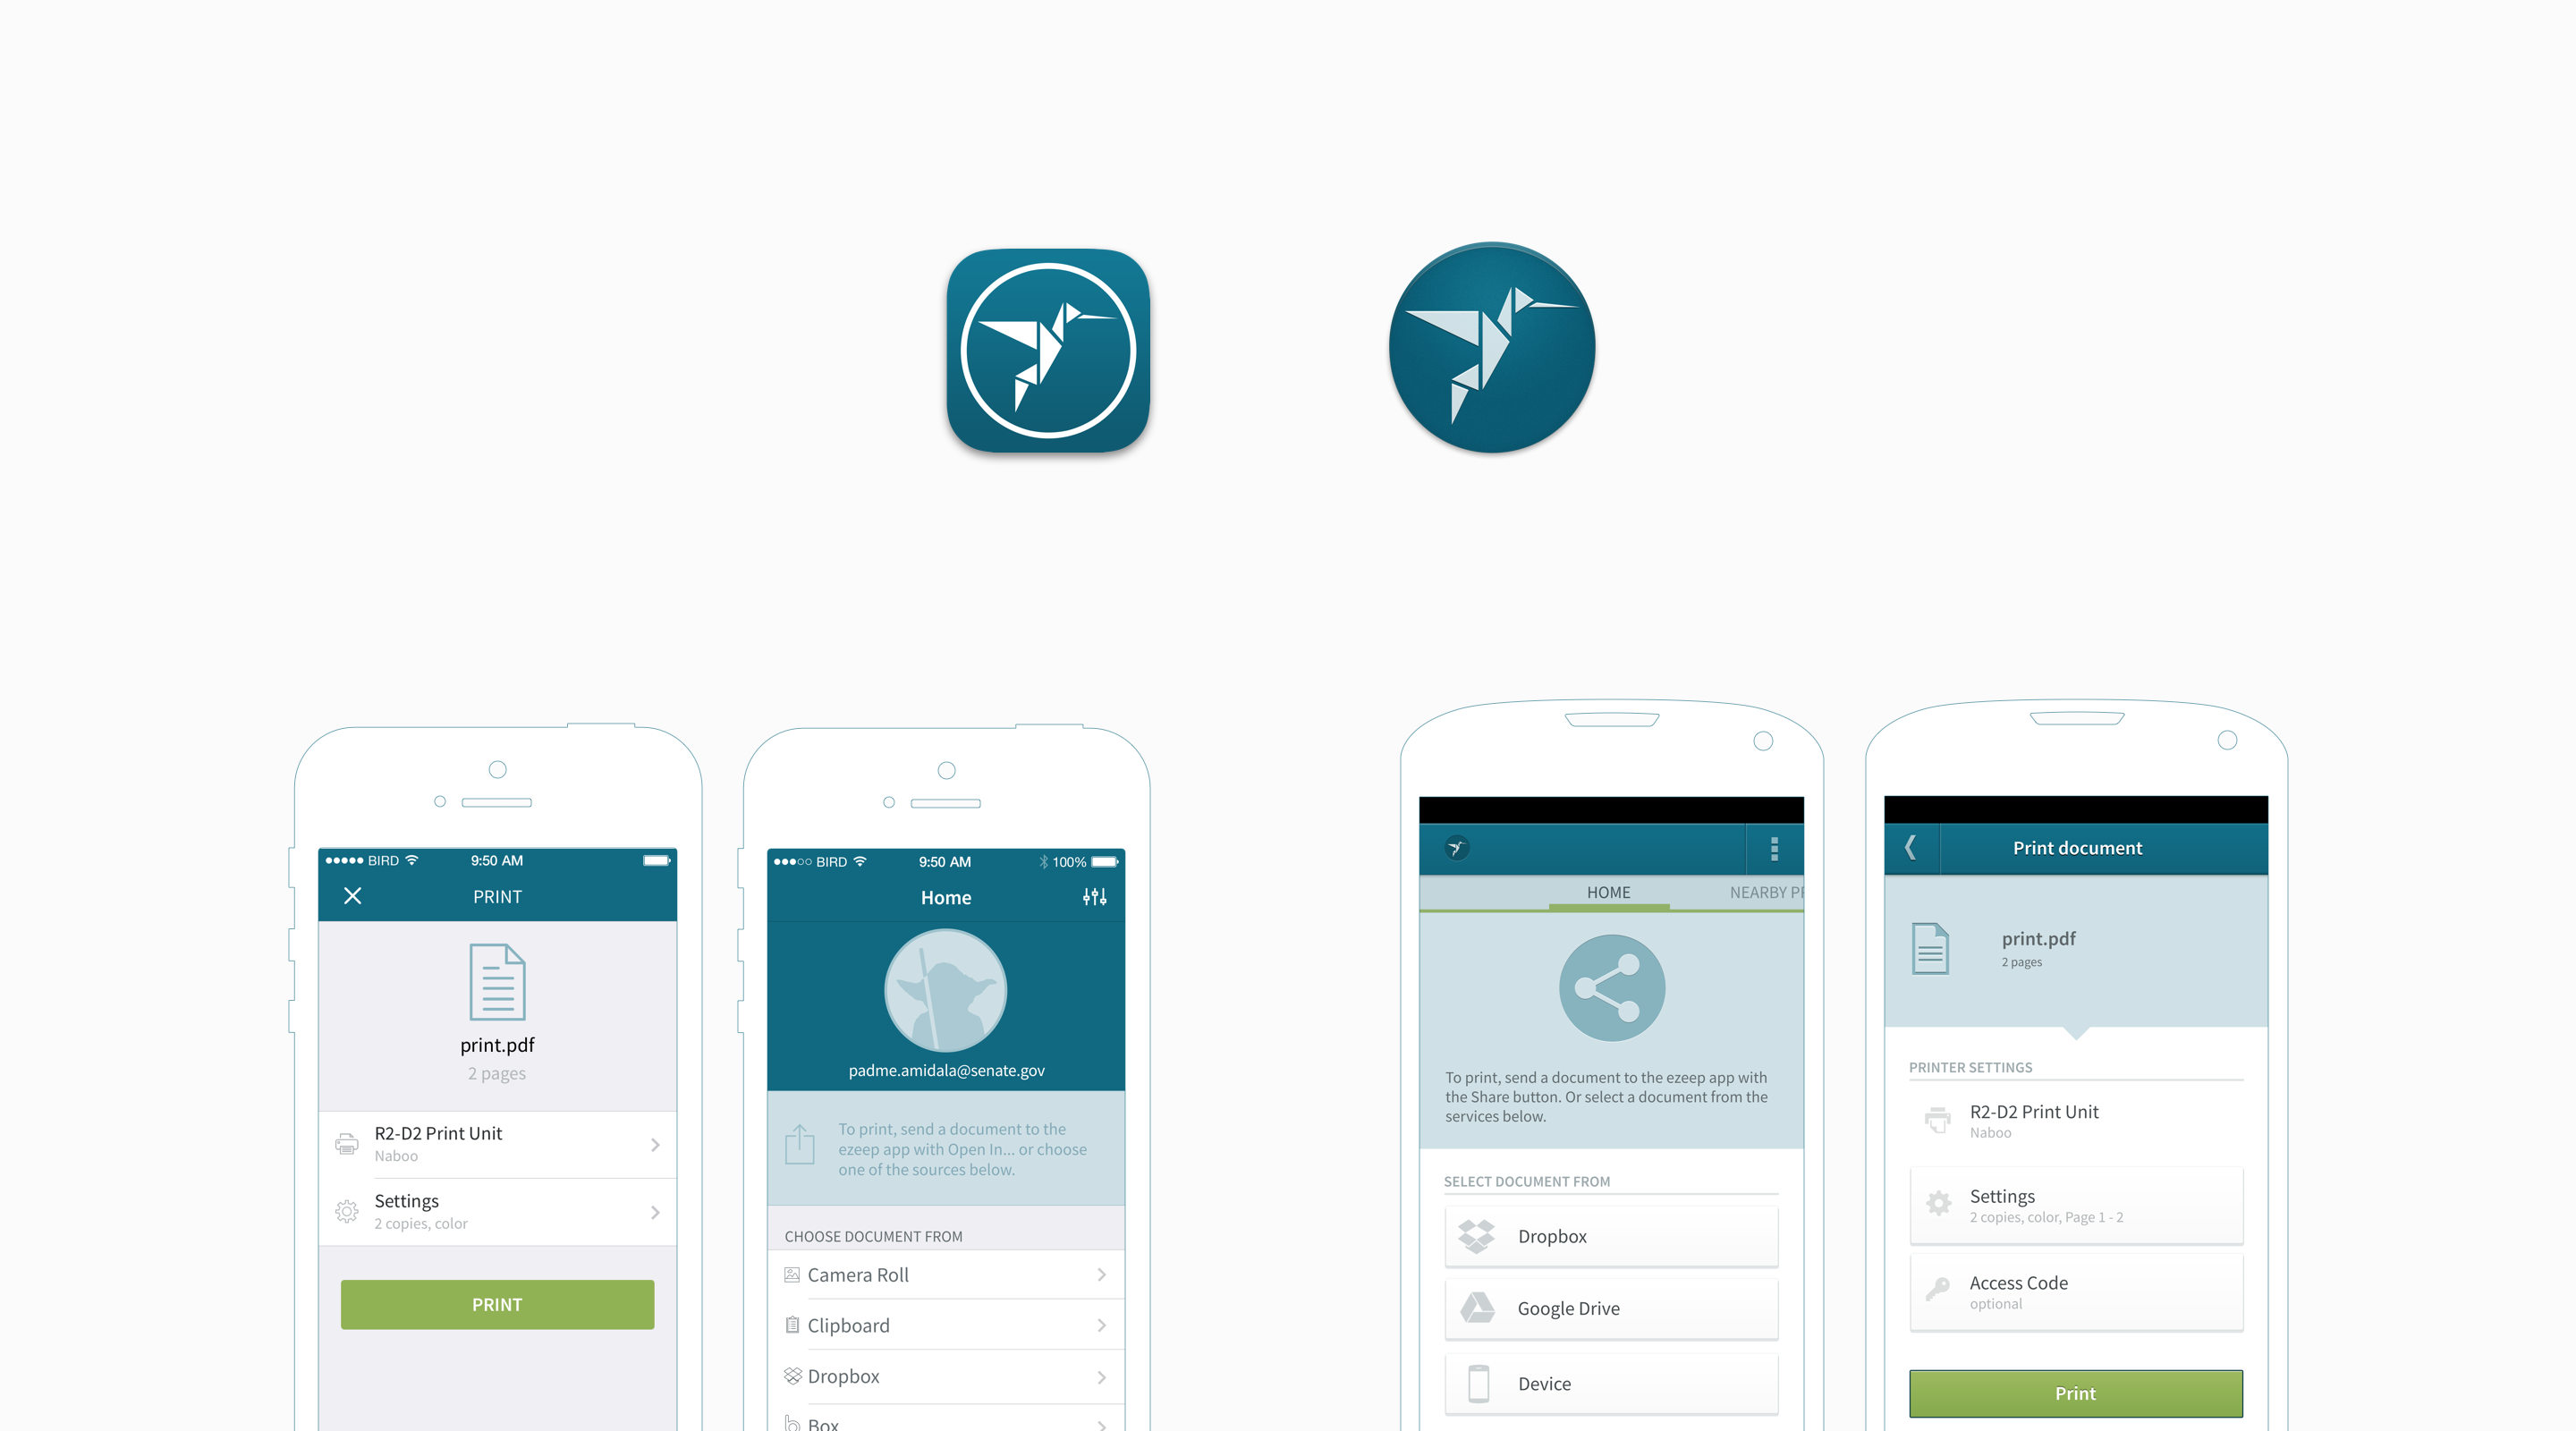 BIRD
9:50 AM
PRINT
print.pdf
2 pages
R2-D2 Print Unit
Naboo
Settings
2 copies, color
PRINT
BIRD
9:50 AM
100%
Home
padme.amidala@senate.gov
To print, send a document to the
ezeep app with Open In... or choose
one of the sources below.
CHOOSE DOCUMENT FROM
Camera Roll
Clipboard
Dropbox
Box
HOME
NEARBY P
To print, send a document to the ezeep app with
the Share button. Or select a document from the
services below.
SELECT DOCUMENT FROM
Dropbox
Google Drive
Device
Print document
print.pdf
2 pages
PRINTER SETTINGS
R2-D2 Print Unit
Naboo
Settings
2 copies, color, Page 1 - 2
Access Code
optional
Print